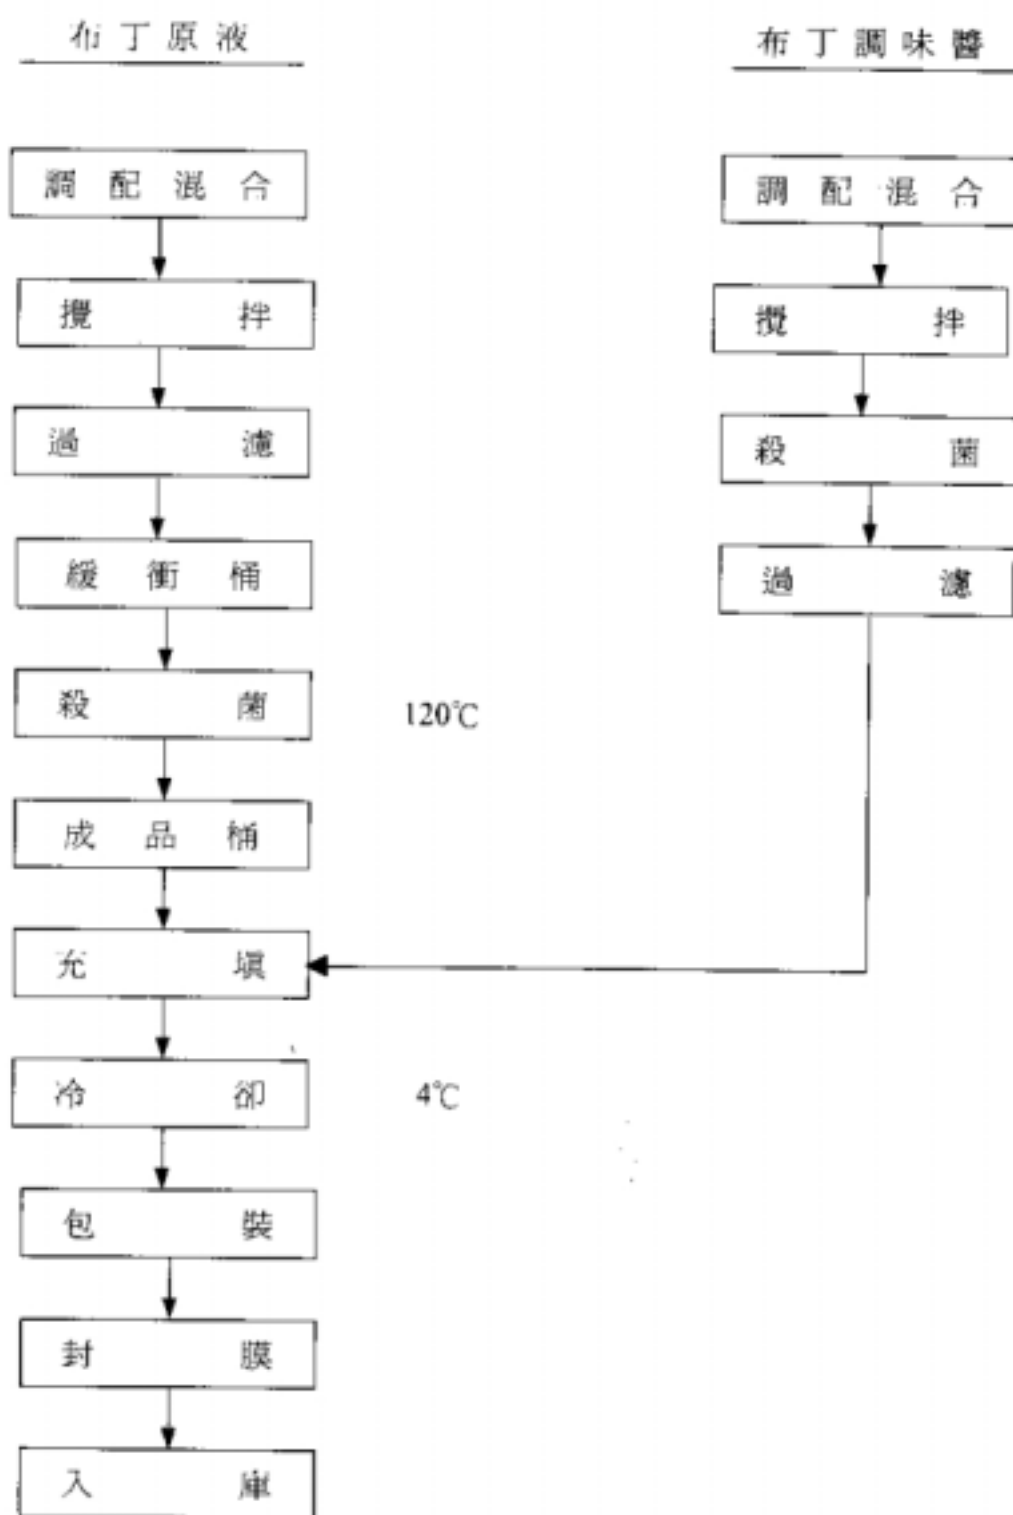 布丁原液
調配混合
攪拌
過濾
緩衝桶
殺菌
120℃
成品桶
充填
冷卻
4℃
包裝
封膜
入庫
布丁調味醬
調配混合
攪拌
殺菌
過濾